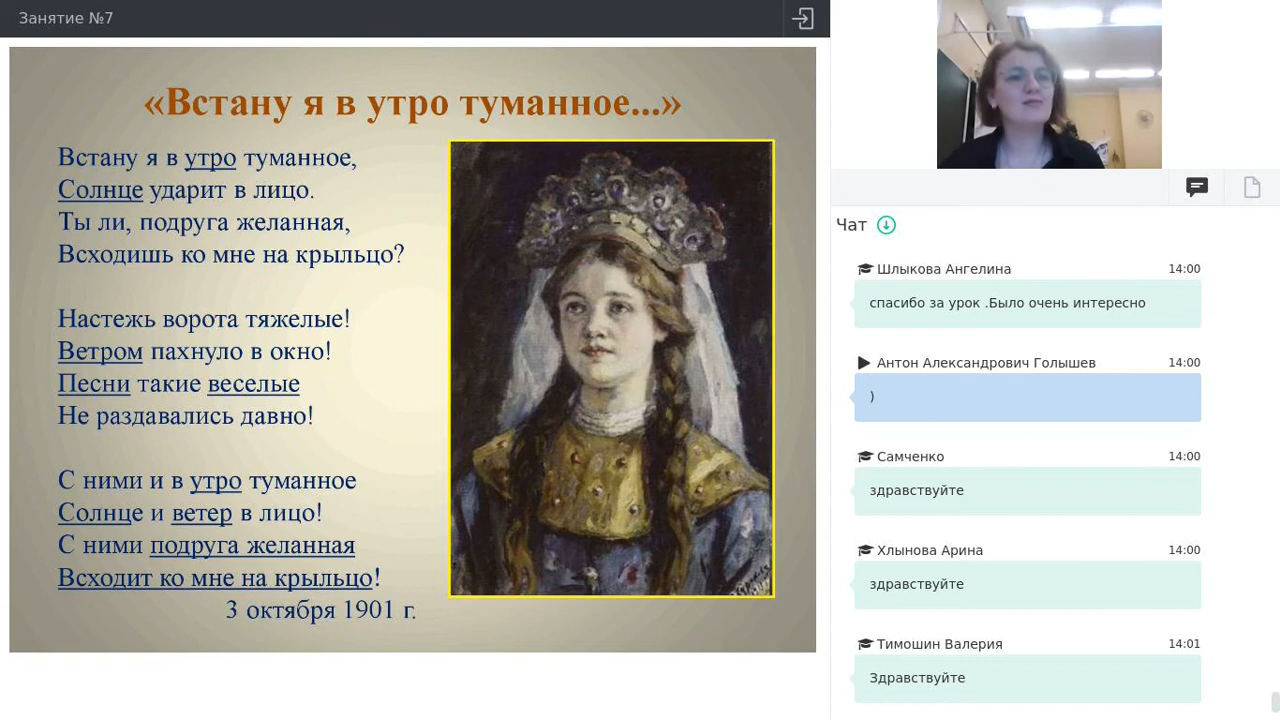 Занятие №7
«Встану я в утро туманное...»
Встану я в утро туманное,
Солнце ударит в лицо.
Ты ли, подруга желанная,
Всходишь ко мне на крыльцо?
Настежь ворота тяжелые!
Ветром пахнуло в окно!
Песни такие веселые
Не раздавались давно!
С ними и в утро туманное
Солнце и ветер в лицо!
С ними подруга желанная
Всходит ко мне на крыльцо!
3 октября 1901 г.
Чат
Шлыкова Ангелина 14:00
спасибо за урок .Было очень интересно
Антон Александрович Голышев 14:00
)
Самченко 14:00
здравствуйте
Хлынова Арина 14:00
здравствуйте
Тимошин Валерия 14:01
Здравствуйте